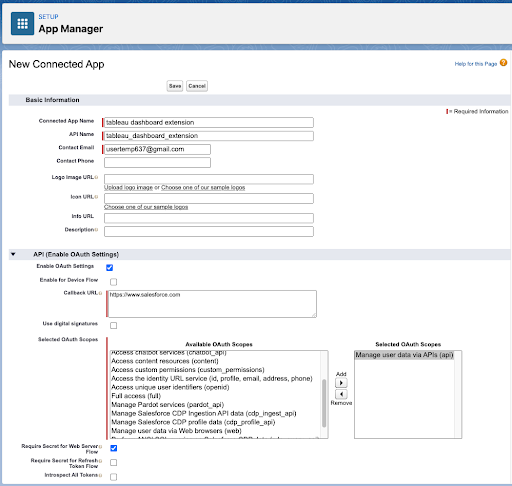 SETUP
App Manager
New Connected App
Help for this Page
Save Cancel
Basic Information
= Required Information
Connected App Name tableau dashboard extension
API Name tableau_dashboard_extension
Contact Email usertemp637@gmail.com
Contact Phone
Logo Image URL
Upload logo image or Choose one of our sample logos
Icon URL
Choose one of our sample logos
Info URL
Description
API (Enable OAuth Settings)
Enable OAuth Settings
Enable for Device Flow
Callback URL https://www.salesforce.com
Use digital signatures
Selected OAuth Scopes
Available OAuth Scopes
Access chatbot services (chatbot_api)
Access content resources (content)
Access custom permissions (custom_permissions)
Access the identity URL service (id, profile, email, address, phone)
Access unique user identifiers (openid)
Full access (full)
Manage Pardot services (pardot_api)
Manage Salesforce CDP Ingestion API data (cdp_ingest_api)
Manage Salesforce CDP profile data (cdp_profile_api)
Manage user data via Web browsers (web)
Add
Remove
Selected OAuth Scopes
Manage user data via APIs (api)
Require Secret for Web Server
Flow
Require Secret for Refresh
Token Flow
Introspect All Tokens